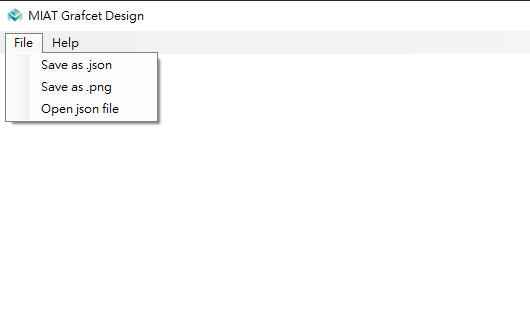 MIAT Grafcet Design
File Help
Save as .json
Save as .png
Open json file